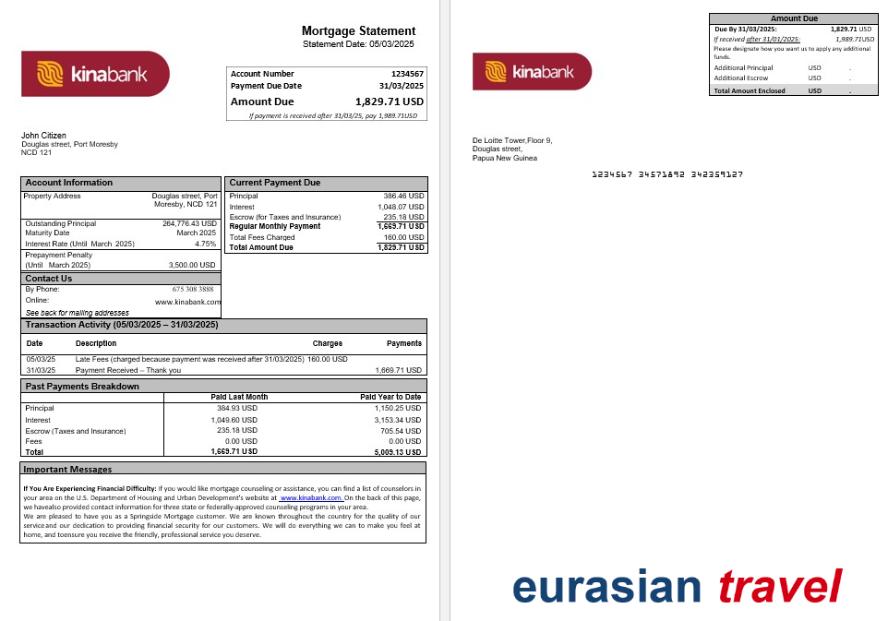 Mortgage Statement
Statement Date: 05/03/2025
kinabank
Account Number 1234567
Payment Due Date 31/03/2025
Amount Due 1,829.71 USD
If payment is received after 31/03/25, pay 1,989.71USD
John Citizen
Douglas street, Port Moresby
NCD 121
Account Information
Property Address Douglas street, Port
Moresby, NCD 121
Outstanding Principal 264,776.43 USD
Maturity Date March 2025
Interest Rate (Until March 2025) 4.75%
Prepayment Penalty
(Until March 2025) 3,500.00 USD
Contact Us
By Phone: 675 308 3888
Online: www.kinabank.com
See back for mailing addresses
Current Payment Due
Principal 386.46 USD
Interest 1,048.07 USD
Escrow (for Taxes and Insurance) 235.18 USD
Regular Monthly Payment 1,669.71 USD
Total Fees Charged 160.00 USD
Total Amount Due 1,829.71 USD
Transaction Activity (05/03/2025 – 31/03/2025)
Date Description Charges Payments
05/03/25 Late Fees (charged because payment was received after 31/03/2025) 160.00 USD
31/03/25 Payment Received – Thank you 1,669.71 USD
Past Payments Breakdown
Paid Last Month Paid Year to Date
Principal 384.93 USD 1,150.25 USD
Interest 1,049.60 USD 3,153.34 USD
Escrow (Taxes and Insurance) 235.18 USD 705.54 USD
Fees 0.00 USD 0.00 USD
Total 1,669.71 USD 5,009.13 USD
Important Messages
If You Are Experiencing Financial Difficulty: If you would like mortgage counseling or assistance, you can find a list of counselors in
your area on the U.S. Department of Housing and Urban Development's website at www.kinabank.com. On the back of this page,
we havealso provided contact information for three state or federally-approved counseling programs in your area.
We are pleased to have you as a Springside Mortgage customer. We are known throughout the country for the quality of our
serviceand our dedication to providing financial security for our customers. We will do everything we can to make you feel at
home, and toensure you receive the friendly, professional service you deserve.
Amount Due
Due By 31/03/2025: 1,829.71 USD
If received after 31/01/2025: 1,989.71USD
Please designate how you want us to apply any additional
funds.
Additional Principal USD .
Additional Escrow USD .
Total Amount Enclosed USD .
kinabank
De Loitte Tower,Floor 9,
Douglas street,
Papua New Guinea
1234567 34571892 342359127
eurasian travel